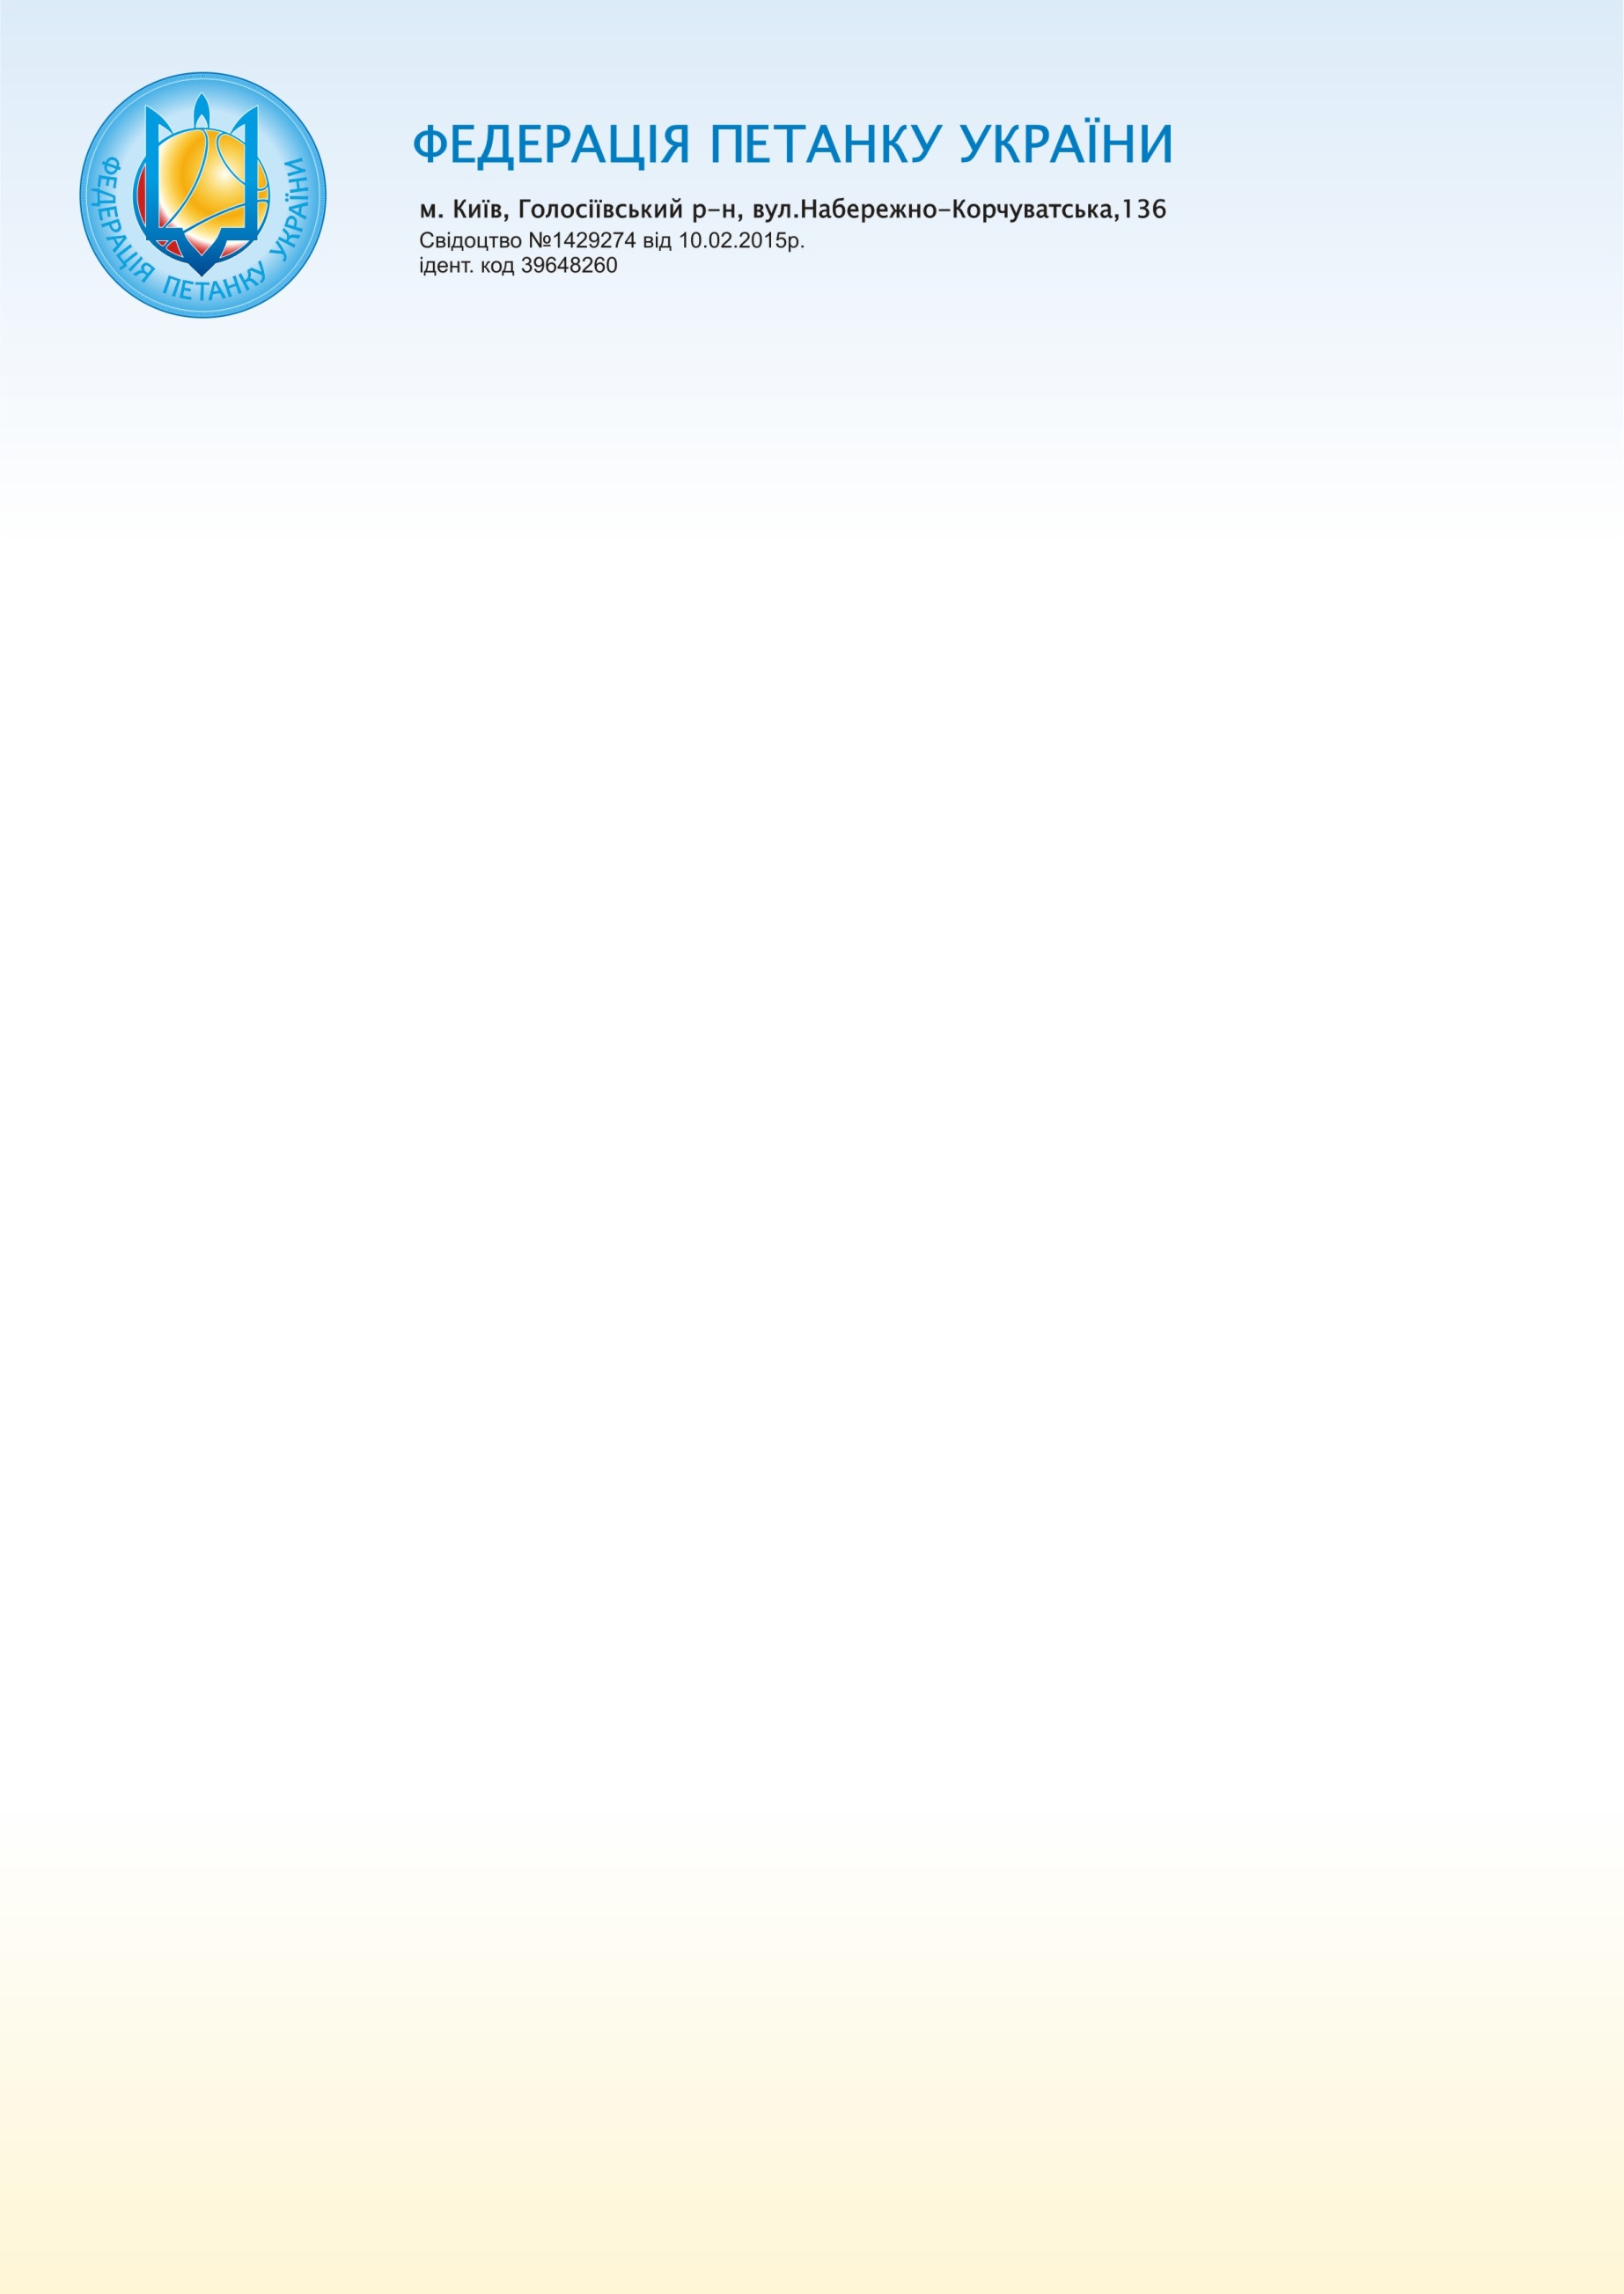 ФЕДЕРАЦІЯ ПЕТАНКУ УКРАЇНИ
ФЕДЕРАЦІЯ ПЕТАНКУ УКРАЇНИ
м. Київ, Голосіївський р-н, вул.Набережно-Корчуватська,136
Свідоцтво №1429274 від 10.02.2015р.
ідент. код 39648260